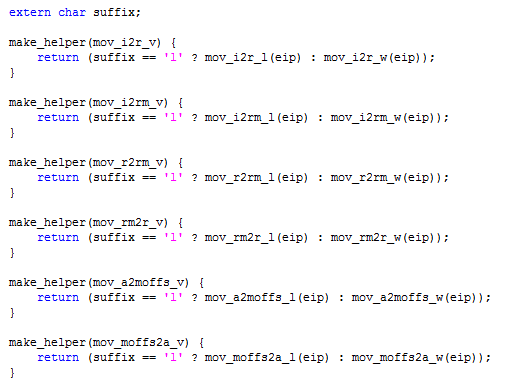 extern char suffix;
make_helper(mov_i2r_v) {
    return (suffix == 'l' ? mov_i2r_l(eip) : mov_i2r_w(eip));
}
make_helper(mov_i2rm_v) {
    return (suffix == 'l' ? mov_i2rm_l(eip) : mov_i2rm_w(eip));
}
make_helper(mov_r2rm_v) {
    return (suffix == 'l' ? mov_r2rm_l(eip) : mov_r2rm_w(eip));
}
make_helper(mov_rm2r_v) {
    return (suffix == 'l' ? mov_rm2r_l(eip) : mov_rm2r_w(eip));
}
make_helper(mov_a2moffs_v) {
    return (suffix == 'l' ? mov_a2moffs_l(eip) : mov_a2moffs_w(eip));
}
make_helper(mov_moffs2a_v) {
    return (suffix == 'l' ? mov_moffs2a_l(eip) : mov_moffs2a_w(eip));
}